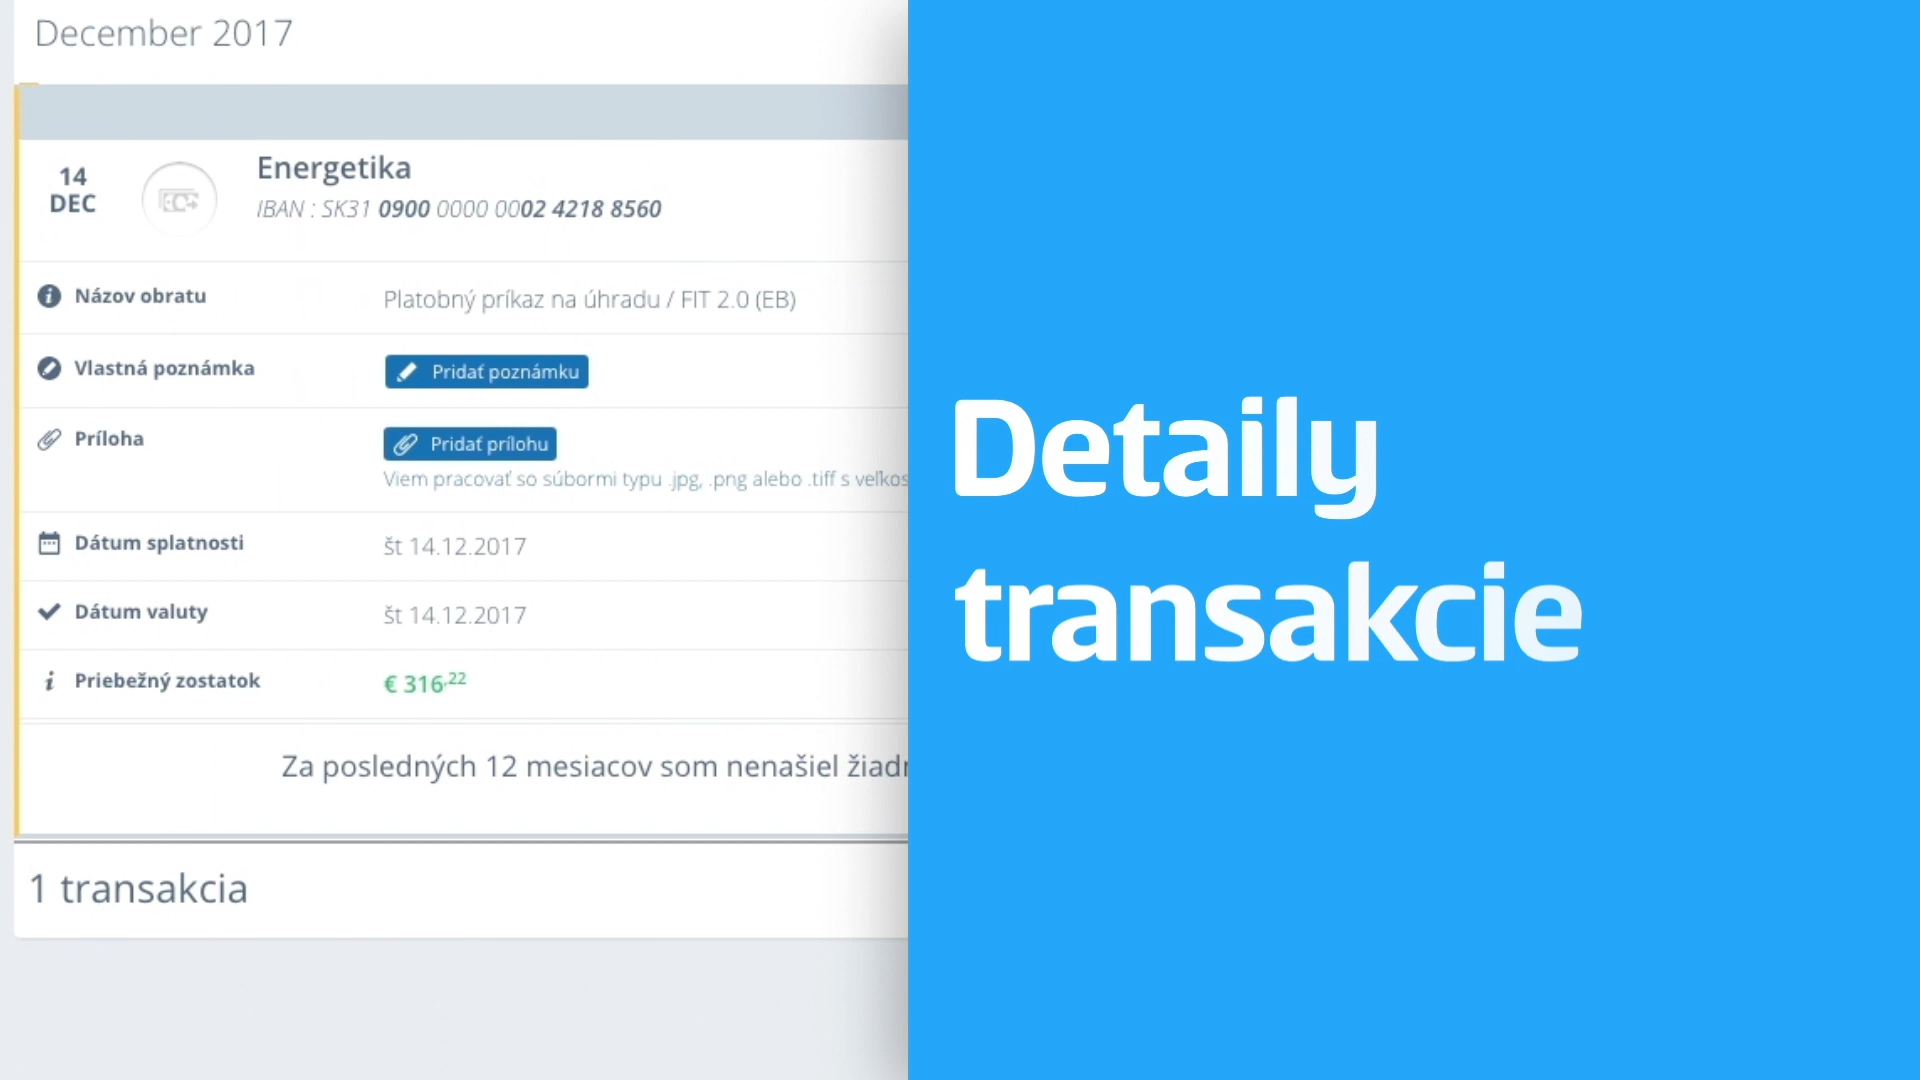 December 2017
14
DEC
Energetika
IBAN : SK31 0900 0000 0002 4218 8560
Názov obratu
Platobný príkaz na úhradu / FIT 2.0 (EB)
Vlastná poznámka
Pridať poznámku
Príloha
Pridať prílohu
Viem pracovať so súbormi typu .jpg, .png alebo .tiff s veľkos
Dátum splatnosti
št 14.12.2017
Dátum valuty
št 14.12.2017
Priebežný zostatok
€ 316,22
Za posledných 12 mesiacov som nenašiel žiadn
1 transakcia
Detaily
transakcie